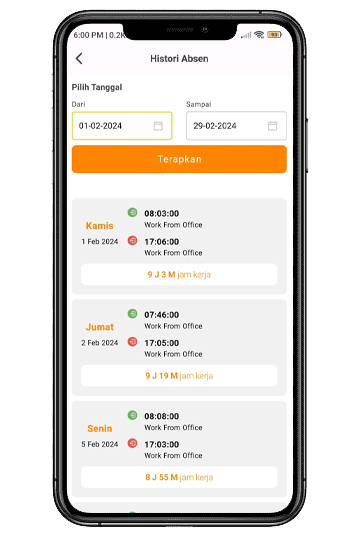 6:00 PM | 0.2K
Histori Absen
Pilih Tanggal
Dari
Sampai
01-02-2024
29-02-2024
Terapkan
Kamis
1 Feb 2024
08:03:00
Work From Office
17:06:00
Work From Office
9 J 3 M jam kerja
Jumat
2 Feb 2024
07:46:00
Work From Office
17:05:00
Work From Office
9 J 19 M jam kerja
Senin
5 Feb 2024
08:08:00
Work From Office
17:03:00
Work From Office
8 J 55 M jam kerja